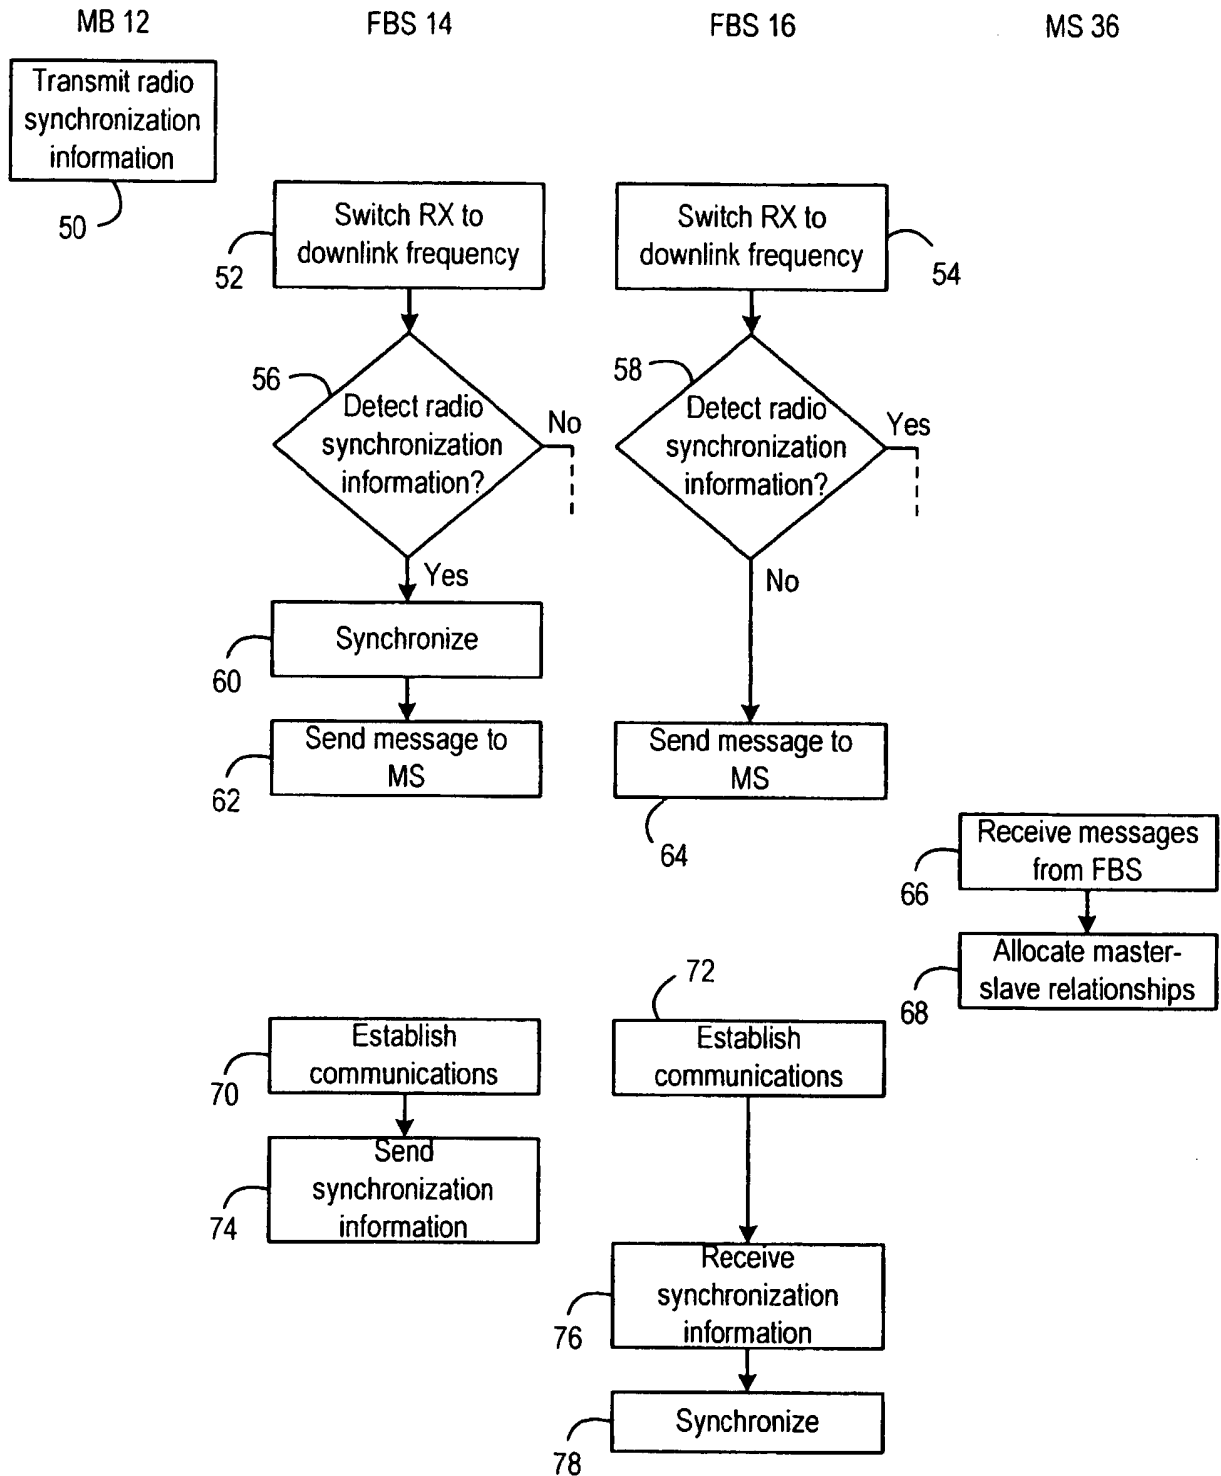 MB 12
FBS 14
FBS 16
MS 36
Transmit radio
synchronization
information
50
Switch RX to
downlink frequency
52
Switch RX to
downlink frequency
54
56
Detect radio
synchronization
information?
No
Yes
58
Detect radio
synchronization
information?
Yes
No
Synchronize
60
Send message to
MS
62
Send message to
MS
64
Receive messages
from FBS
66
Allocate master-
slave relationships
68
Establish
communications
70
72
Establish
communications
Send
synchronization
information
74
Receive
synchronization
information
76
Synchronize
78